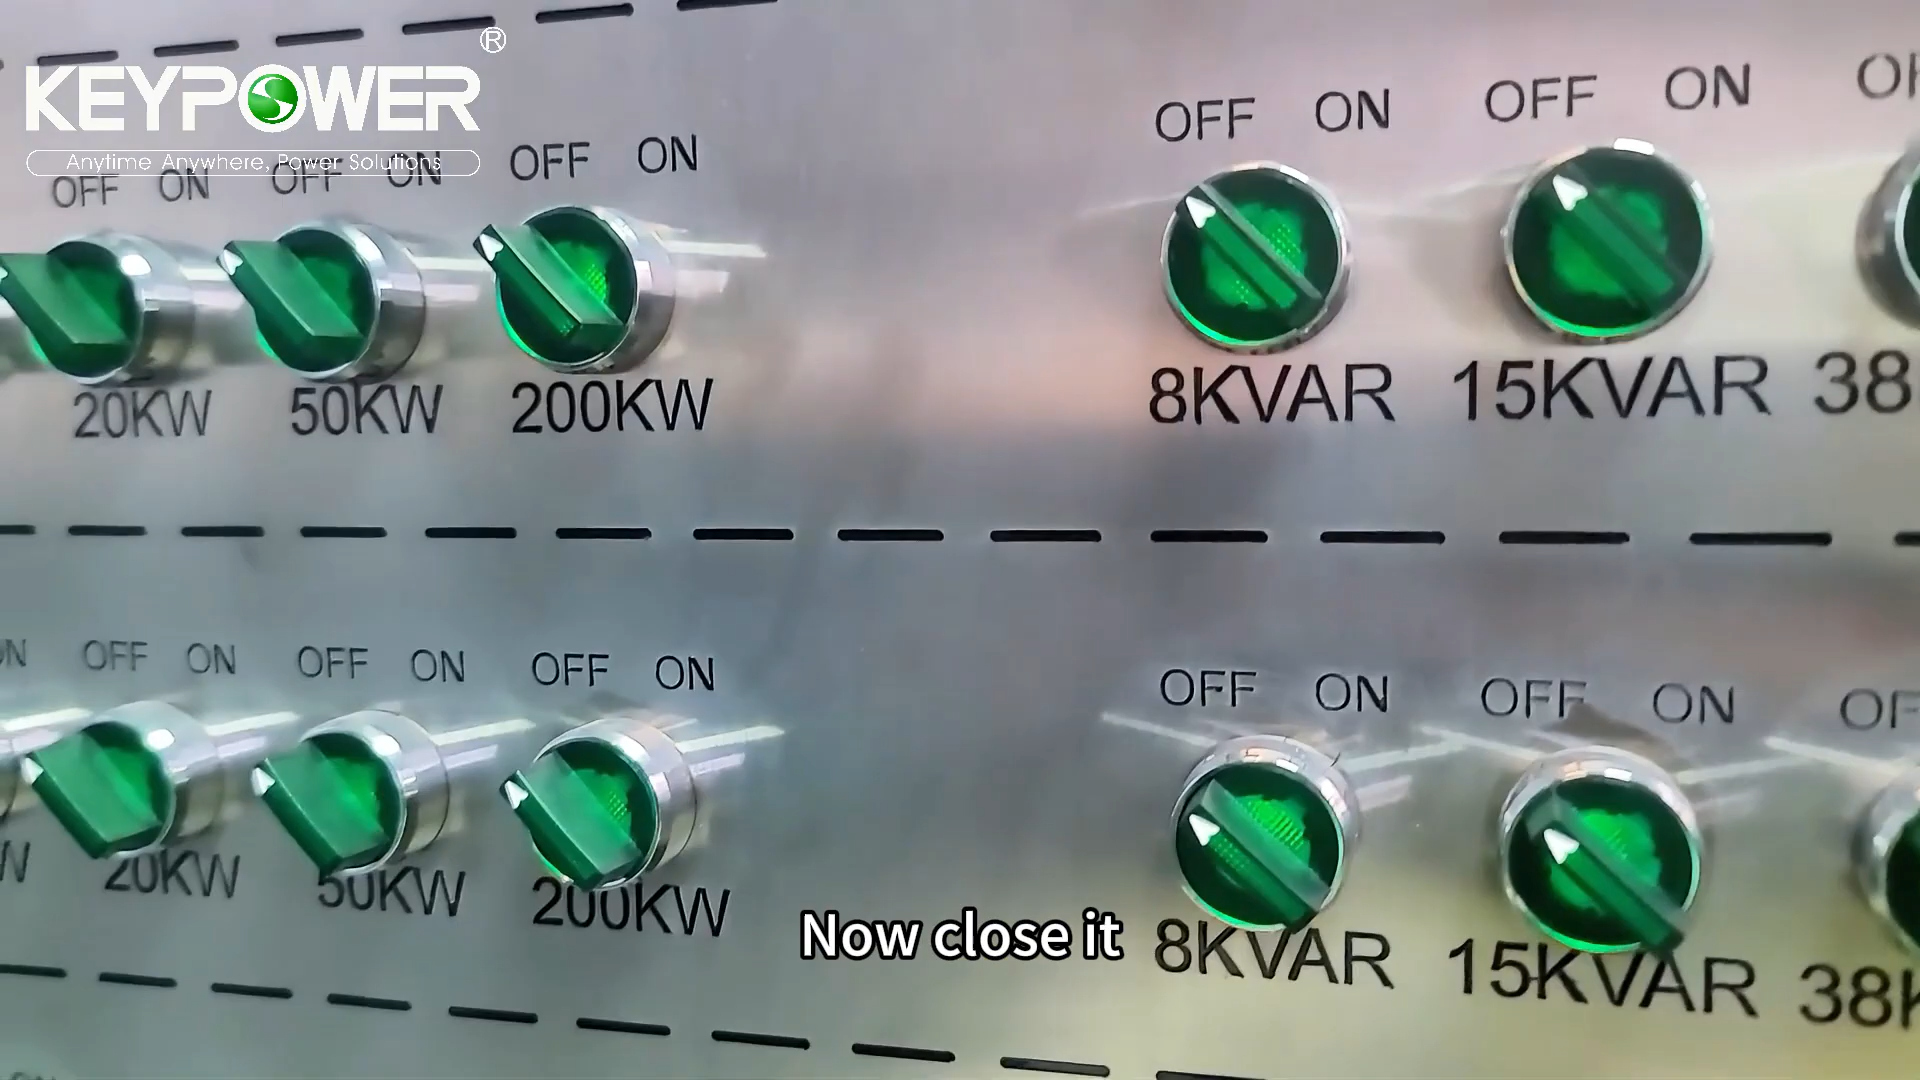 ®
KEYPOWER
Anytime Anywhere, Power Solutions
OFF ON OFF ON OFF ON
20KW 50KW 200KW
OFF ON OFF ON
8KVAR 15KVAR 38
OFF ON OFF ON OFF ON
20KW 50KW 200KW
OFF ON OFF ON
8KVAR 15KVAR 38K
Now close it